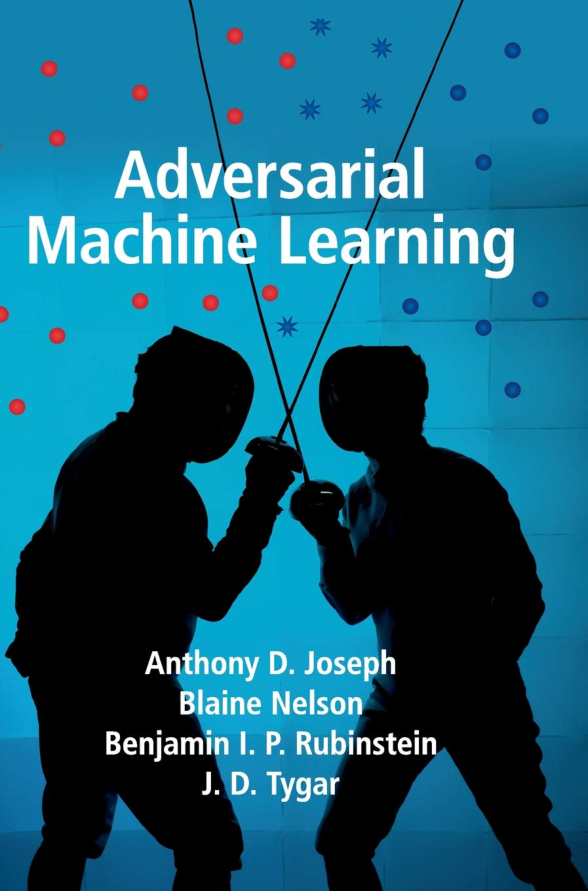 Adversarial
Machine Learning
Anthony D. Joseph
Blaine Nelson
Benjamin I. P. Rubinstein
J. D. Tygar